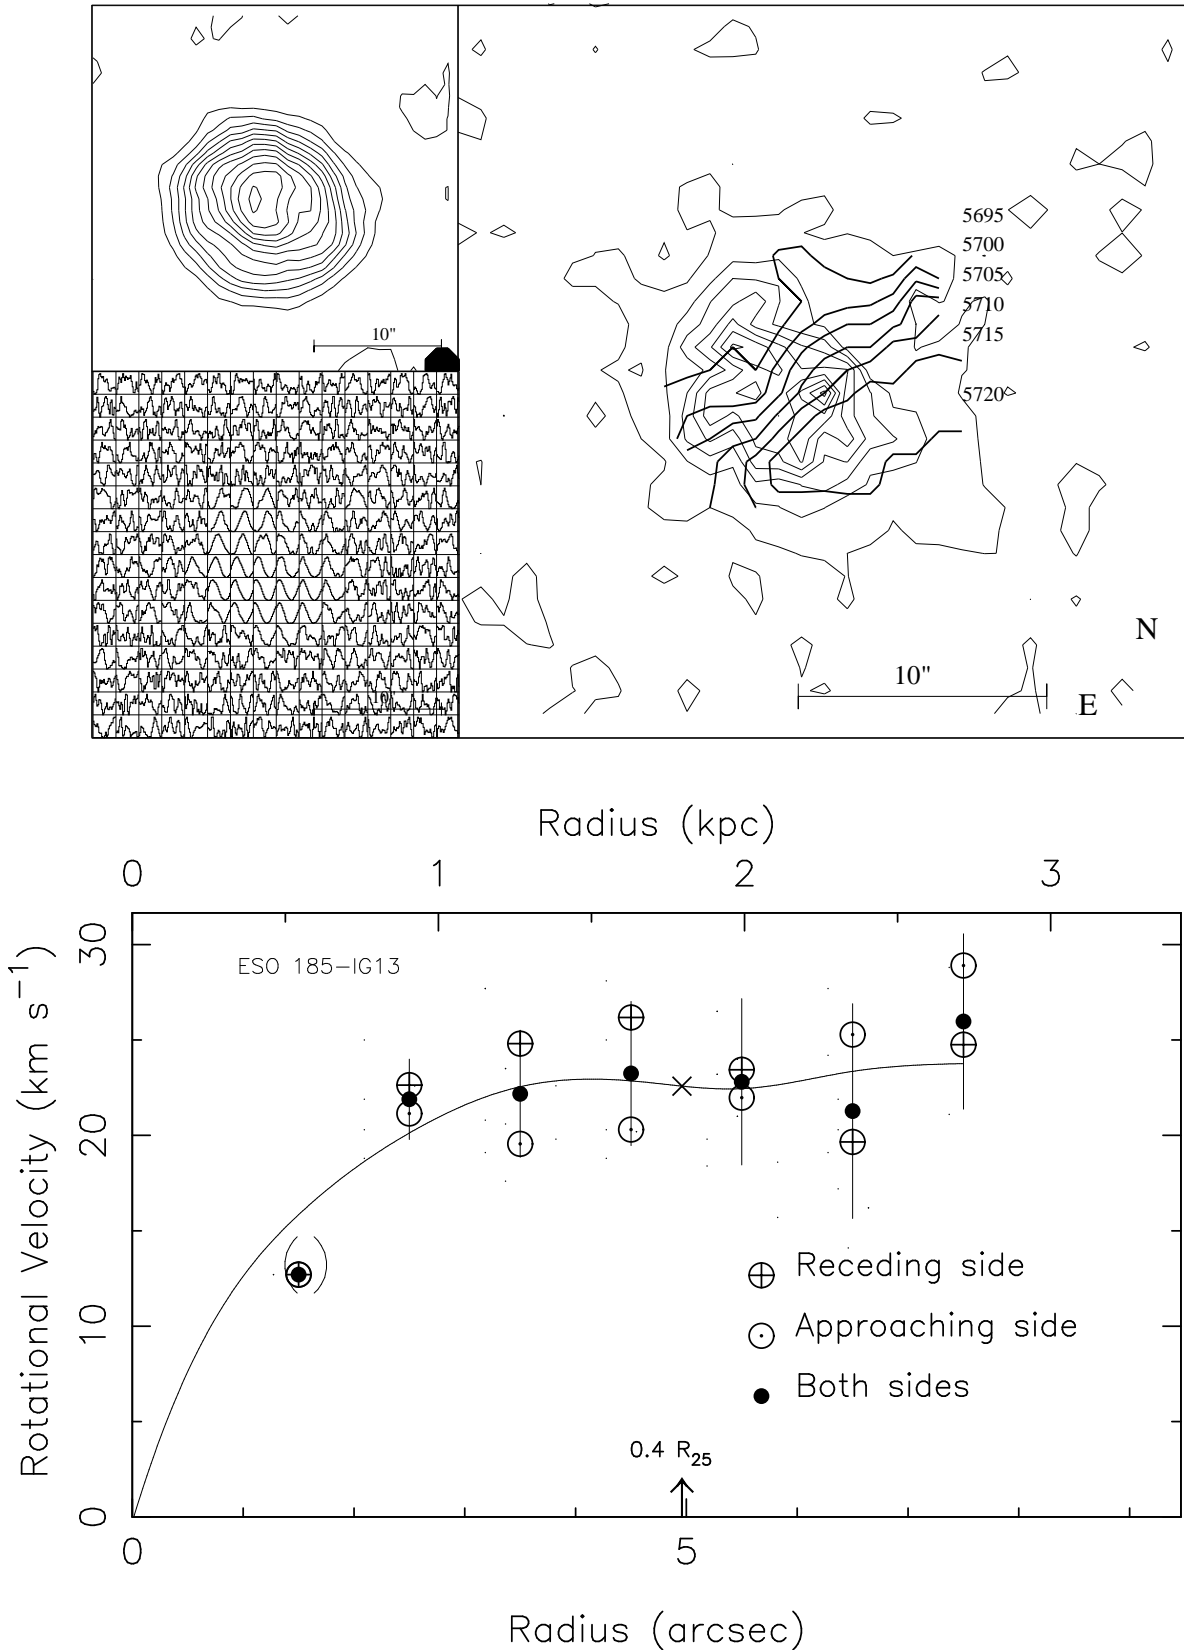 10"
5695
5700
5705
5710
5715
5720
N
10"
E
Radius (kpc)
0 1 2 3
30
ESO 185-IG13
Rotational Velocity (km s⁻¹)
20
Receding side
10
Approaching side
Both sides
0.4 R₂₅
0
0 5
Radius (arcsec)